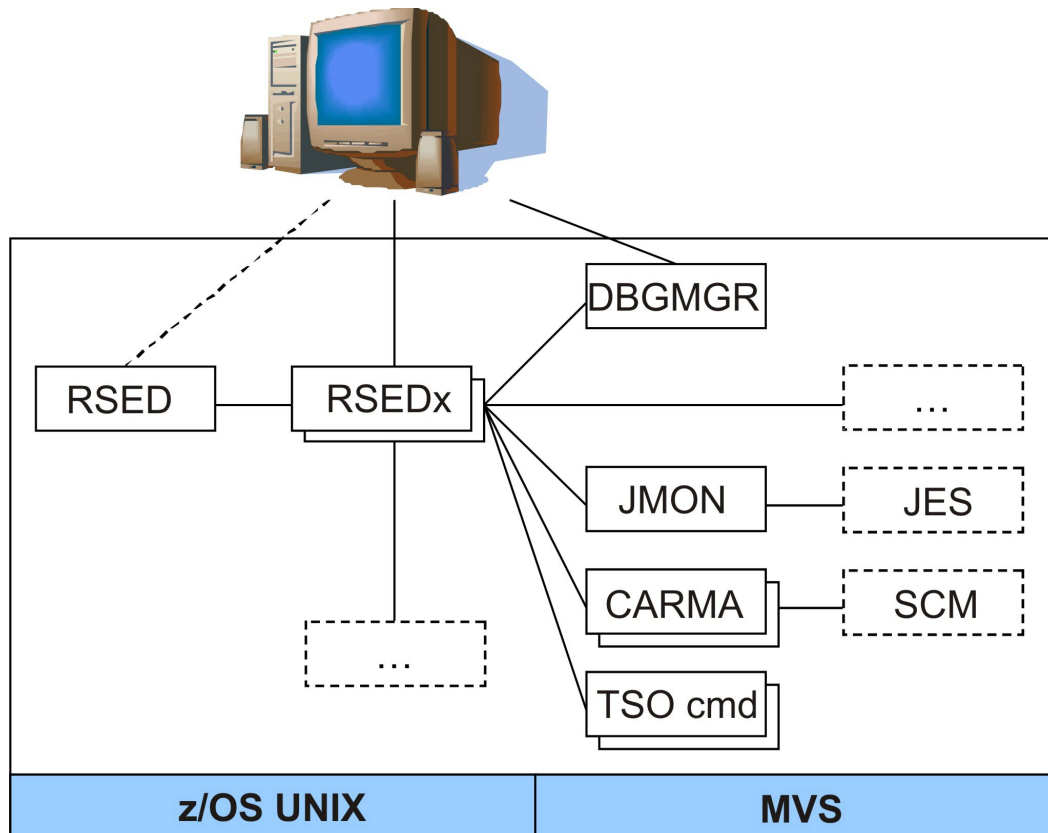 DBGMGR
RSED
RSEDx
...
JMON
JES
CARMA
SCM
...
TSO cmd
z/OS UNIX
MVS